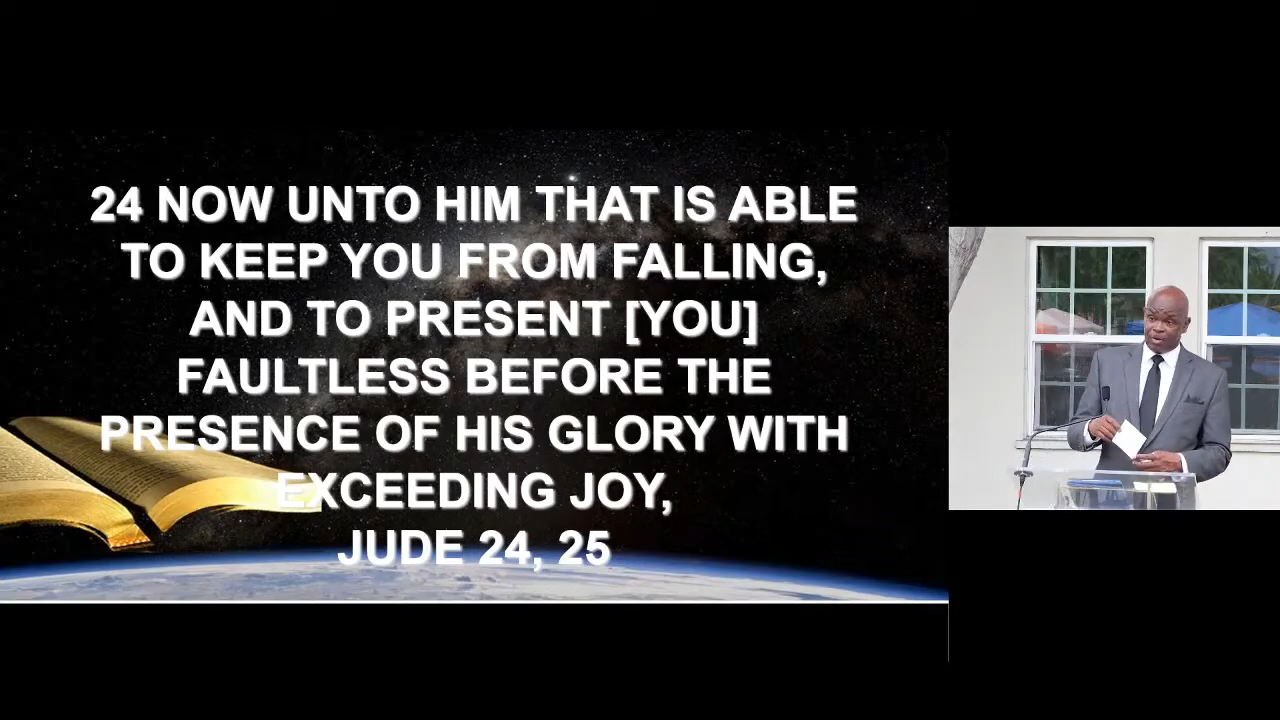 24 NOW UNTO HIM THAT IS ABLE
TO KEEP YOU FROM FALLING,
AND TO PRESENT [YOU]
FAULTLESS BEFORE THE
PRESENCE OF HIS GLORY WITH
EXCEEDING JOY,
JUDE 24, 25